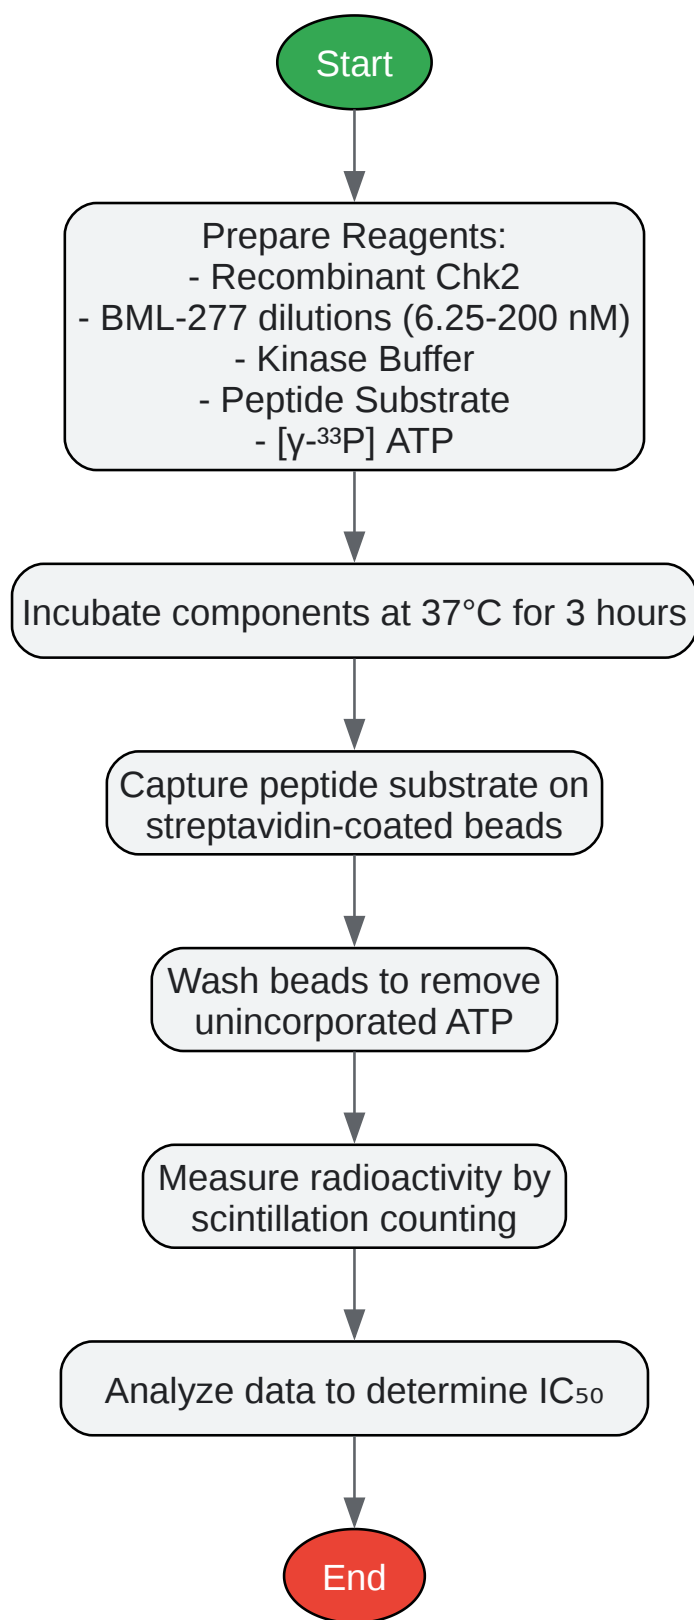 Start
Prepare Reagents:
- Recombinant Chk2
- BML-277 dilutions (6.25-200 nM)
- Kinase Buffer
- Peptide Substrate
- [γ-³³P] ATP
Incubate components at 37°C for 3 hours
Capture peptide substrate on
streptavidin-coated beads
Wash beads to remove
unincorporated ATP
Measure radioactivity by
scintillation counting
Analyze data to determine IC₅₀
End